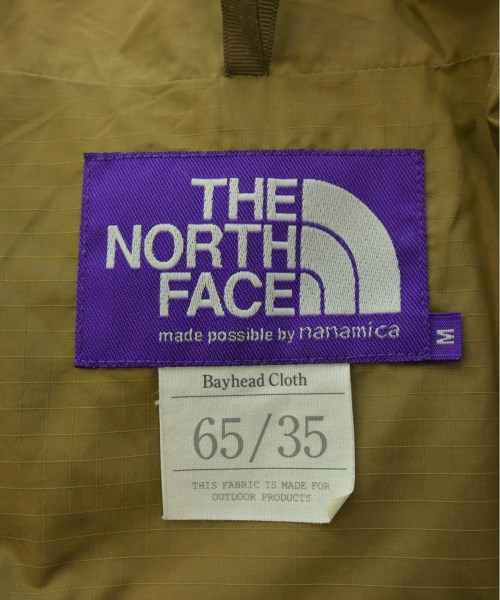 THE
NORTH
FACE
made possible by nanamica
M
Bayhead Cloth
65/35
THIS FABRIC IS MADE FOR
OUTDOOR PRODUCTS